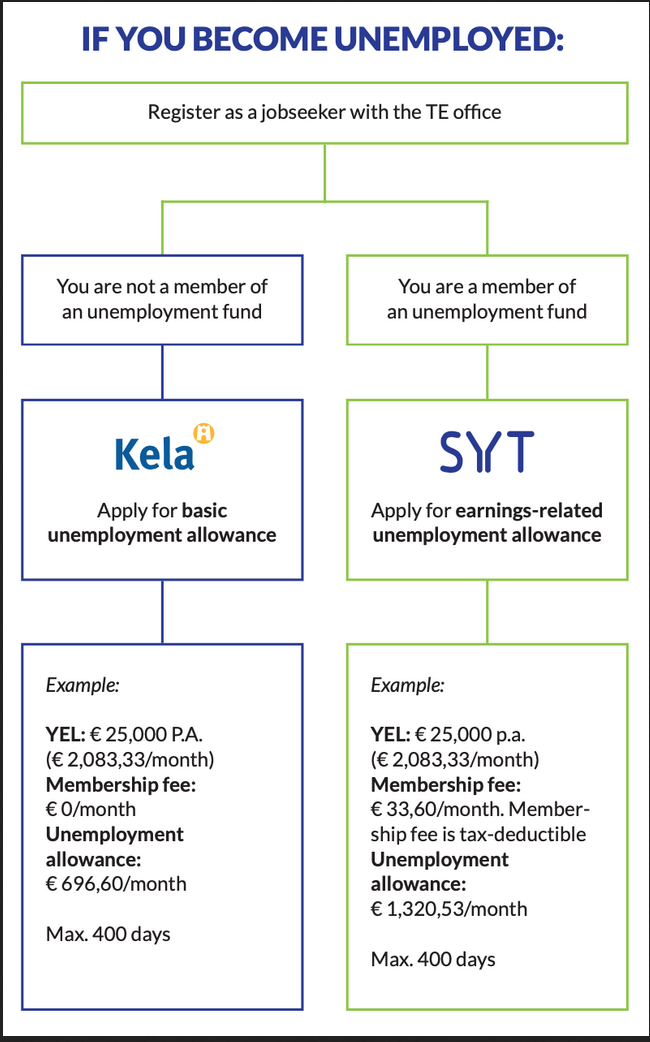 IF YOU BECOME UNEMPLOYED:
Register as a jobseeker with the TE office
You are not a member of
an unemployment fund
You are a member of
an unemployment fund
Kela
Apply for basic
unemployment allowance
SYT
Apply for earnings-related
unemployment allowance
Example:
YEL: € 25,000 P.A.
(€ 2,083,33/month)
Membership fee:
€ 0/month
Unemployment
allowance:
€ 696,60/month
Max. 400 days
Example:
YEL: € 25,000 p.a.
(€ 2,083,33/month)
Membership fee:
€ 33,60/month. Member-
ship fee is tax-deductible
Unemployment
allowance:
€ 1,320,53/month
Max. 400 days